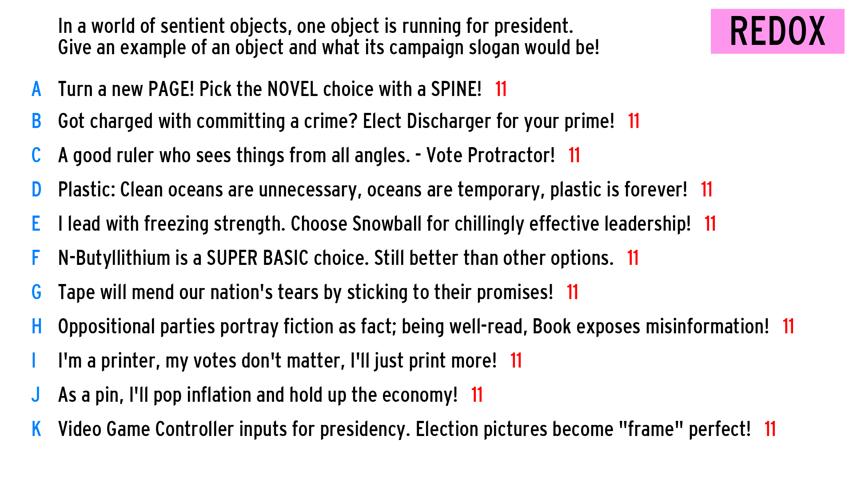 In a world of sentient objects, one object is running for president.
Give an example of an object and what its campaign slogan would be!
REDOX
A Turn a new PAGE! Pick the NOVEL choice with a SPINE! 11
B Got charged with committing a crime? Elect Discharger for your prime! 11
C A good ruler who sees things from all angles. - Vote Protractor! 11
D Plastic: Clean oceans are unnecessary, oceans are temporary, plastic is forever! 11
E I lead with freezing strength. Choose Snowball for chillingly effective leadership! 11
F N-Butyllithium is a SUPER BASIC choice. Still better than other options. 11
G Tape will mend our nation's tears by sticking to their promises! 11
H Oppositional parties portray fiction as fact; being well-read, Book exposes misinformation! 11
I I'm a printer, my votes don't matter, I'll just print more! 11
J As a pin, I'll pop inflation and hold up the economy! 11
K Video Game Controller inputs for presidency. Election pictures become "frame" perfect! 11